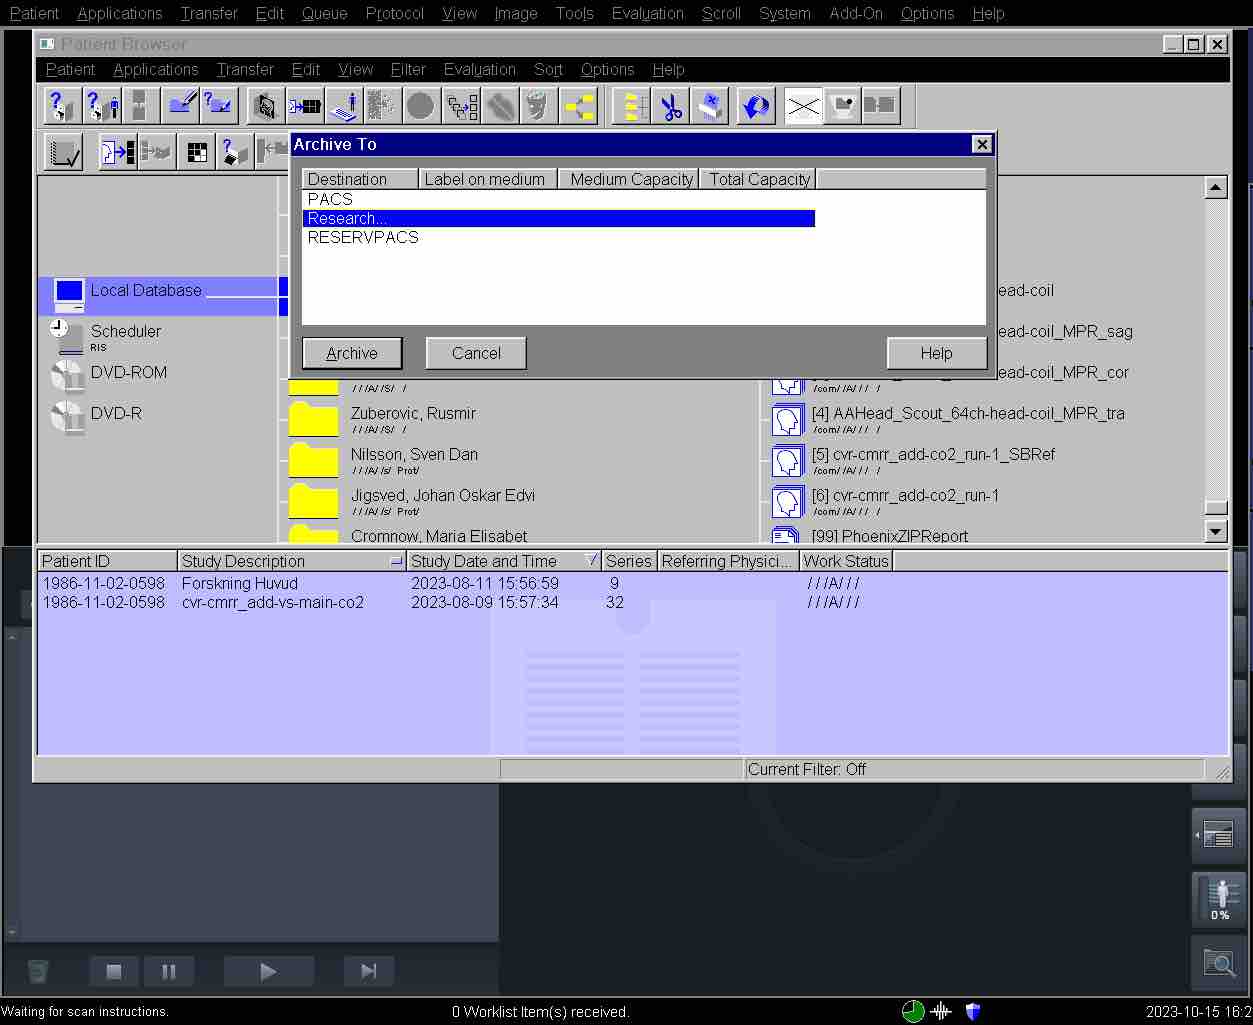 Patient Applications Transfer Edit Queue Protocol View Image Tools Evaluation Scroll System Add-On Options Help
Patient Browser
Patient Applications Transfer Edit View Filter Evaluation Sort Options Help
Archive To
Destination Label on medium Medium Capacity Total Capacity
PACS
Research...
RESERVPACS
Archive Cancel Help
Local Database
Scheduler
RIS
DVD-ROM
DVD-R
/ / /A/ /S/ /
Zuberovic, Rusmir
/ / /A/ /S/ /
Nilsson, Sven Dan
/ / /A/ /s/ Prot/
Jigsved, Johan Oskar Edvi
/ / /A/ /s/ Prot/
Cromnow, Maria Elisabet
ead-coil
ead-coil_MPR_sag
ead-coil_MPR_cor
/com/ /A/ / / /
[4] AAHead_Scout_64ch-head-coil_MPR_tra
/com/ /A/ / / /
[5] cvr-cmrr_add-co2_run-1_SBRef
/com/ /A/ / / /
[6] cvr-cmrr_add-co2_run-1
/com/ /A/ / / /
[99] PhoenixZIPReport
Patient ID Study Description Study Date and Time Series Referring Physici... Work Status
1986-11-02-0598 Forskning Huvud 2023-08-11 15:56:59 9 / / /A/ / /
1986-11-02-0598 cvr-cmrr_add-vs-main-co2 2023-08-09 15:57:34 32 / / /A/ / /
Current Filter: Off
0%
Waiting for scan instructions. 0 Worklist Item(s) received. 2023-10-15 16:2